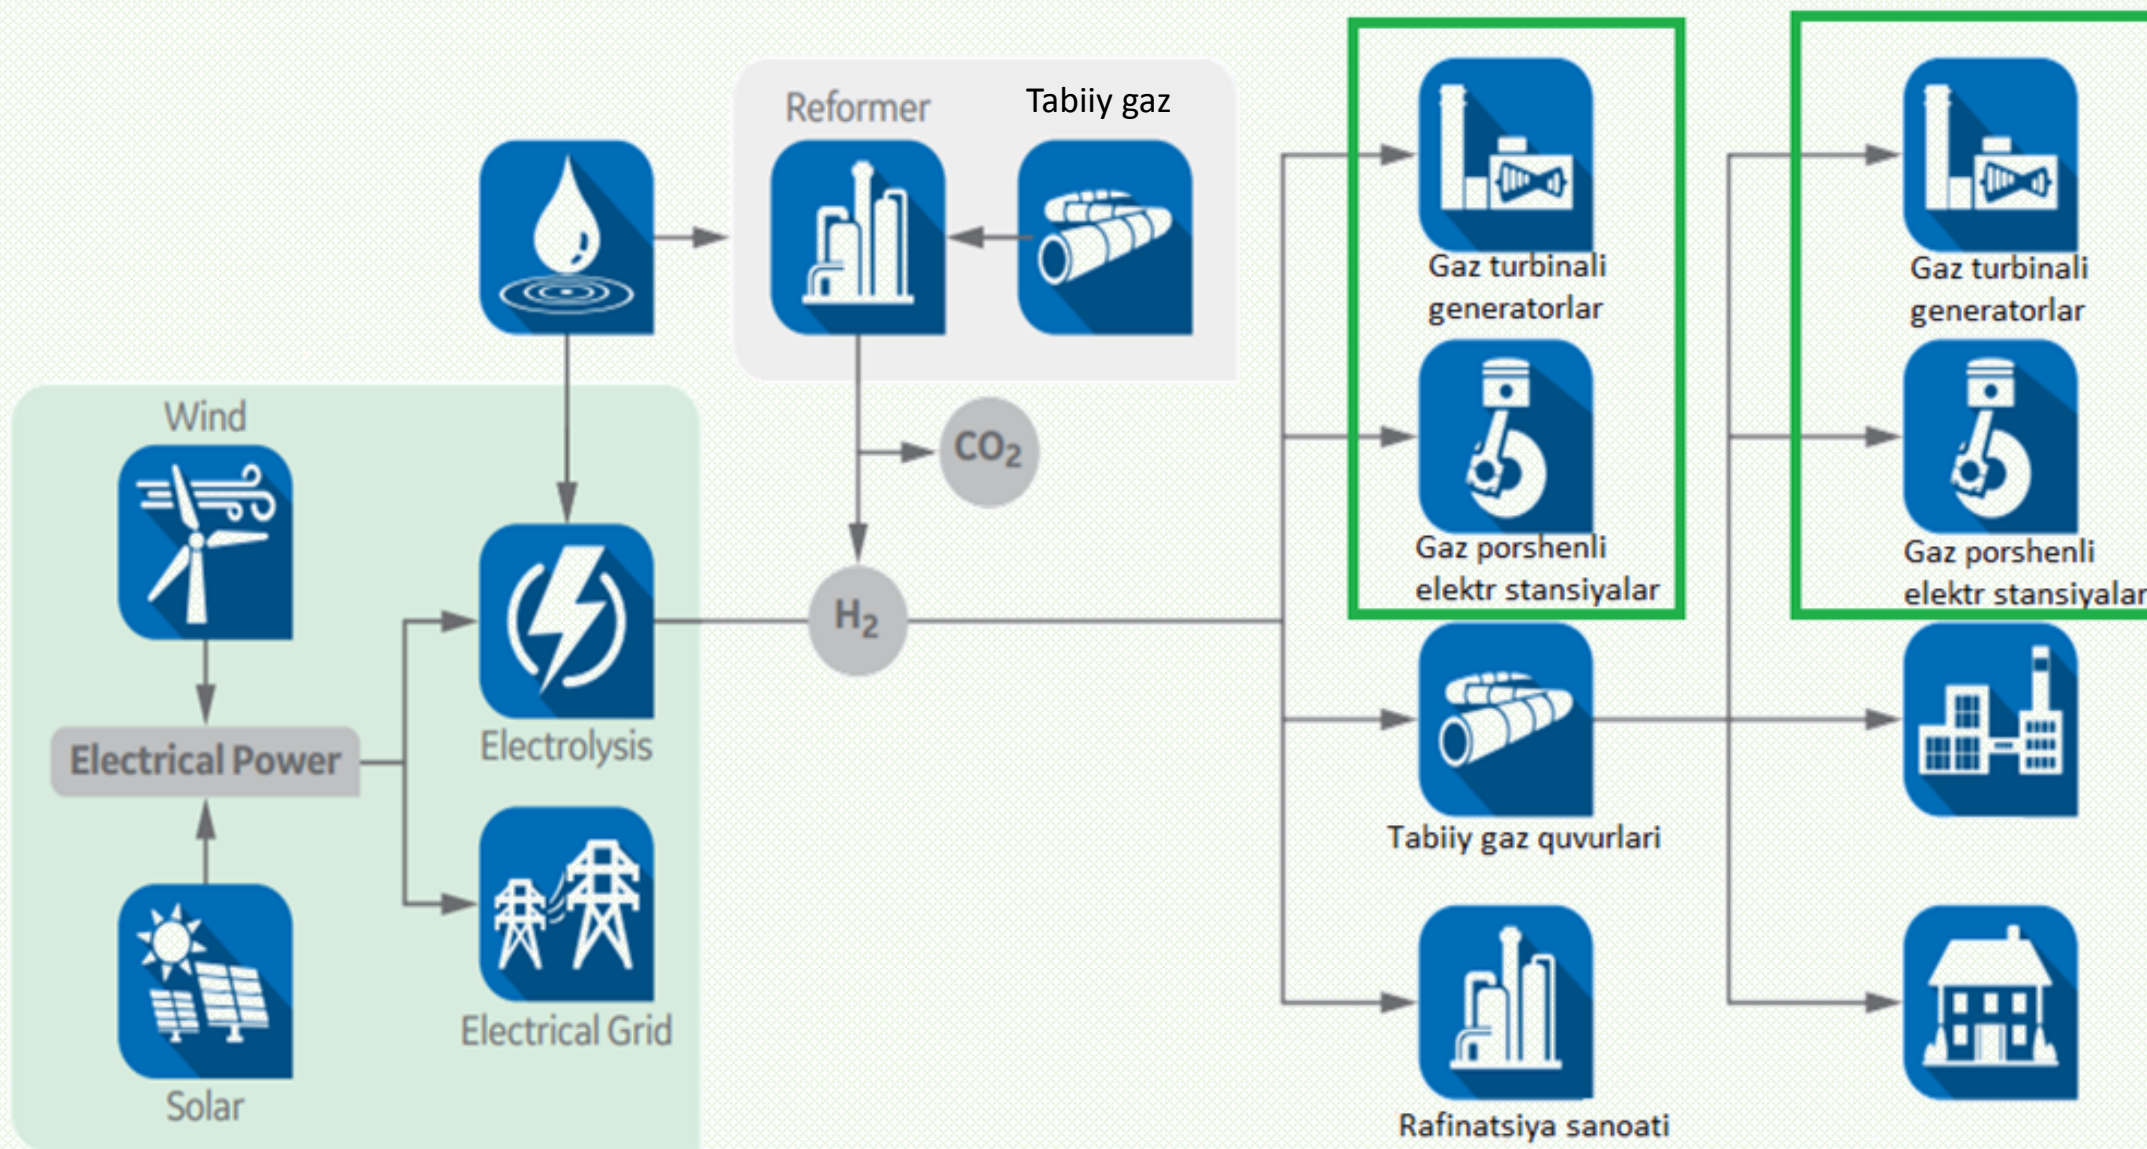 Reformer
Tabiiy gaz
Wind
Electrical Power
Solar
Electrolysis
Electrical Grid
CO₂
H₂
Gaz turbinali
generatorlar
Gaz porshenli
elektr stansiyalar
Tabiiy gaz quvurlari
Rafinatsiya sanoati
Gaz turbinali
generatorlar
Gaz porshenli
elektr stansiyalar